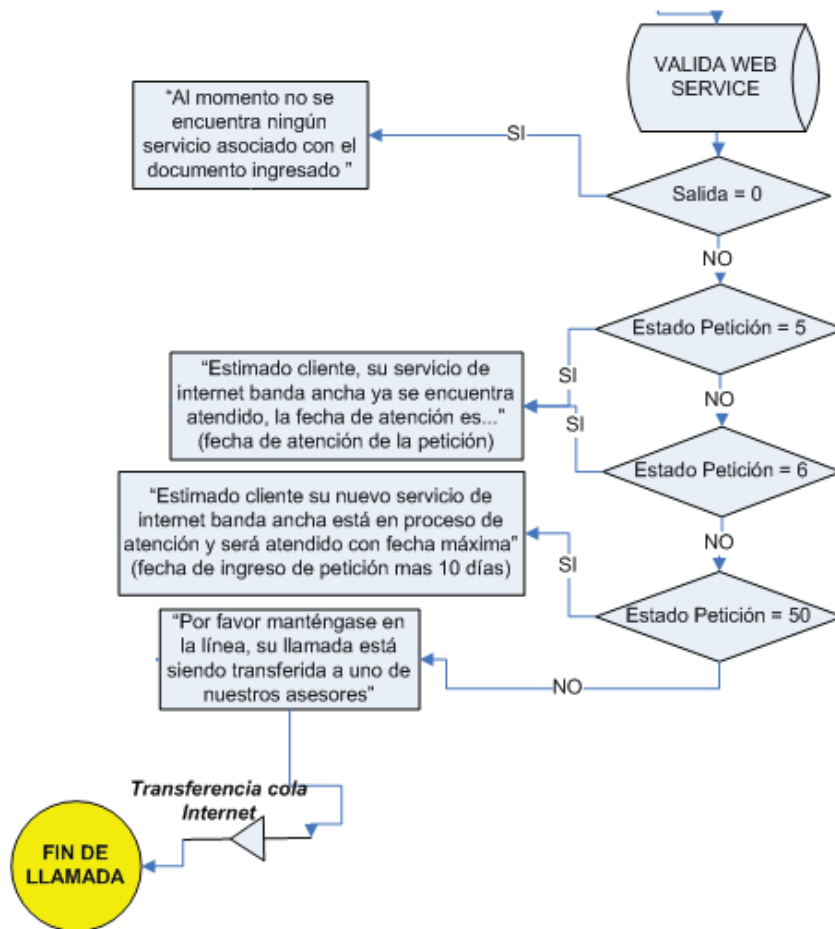 VALIDA WEB
SERVICE
“Al momento no se
encuentra ningún
servicio asociado con el
documento ingresado ”
SI
Salida = 0
NO
Estado Petición = 5
“Estimado cliente, su servicio de
internet banda ancha ya se encuentra
atendido, la fecha de atención es...”
(fecha de atención de la petición)
SI
NO
SI
Estado Petición = 6
“Estimado cliente su nuevo servicio de
internet banda ancha está en proceso de
atención y será atendido con fecha máxima”
(fecha de ingreso de petición mas 10 días)
NO
SI
Estado Petición = 50
“Por favor manténgase en
la línea, su llamada está
siendo transferida a uno de
nuestros asesores”
NO
Transferencia cola
Internet
FIN DE
LLAMADA